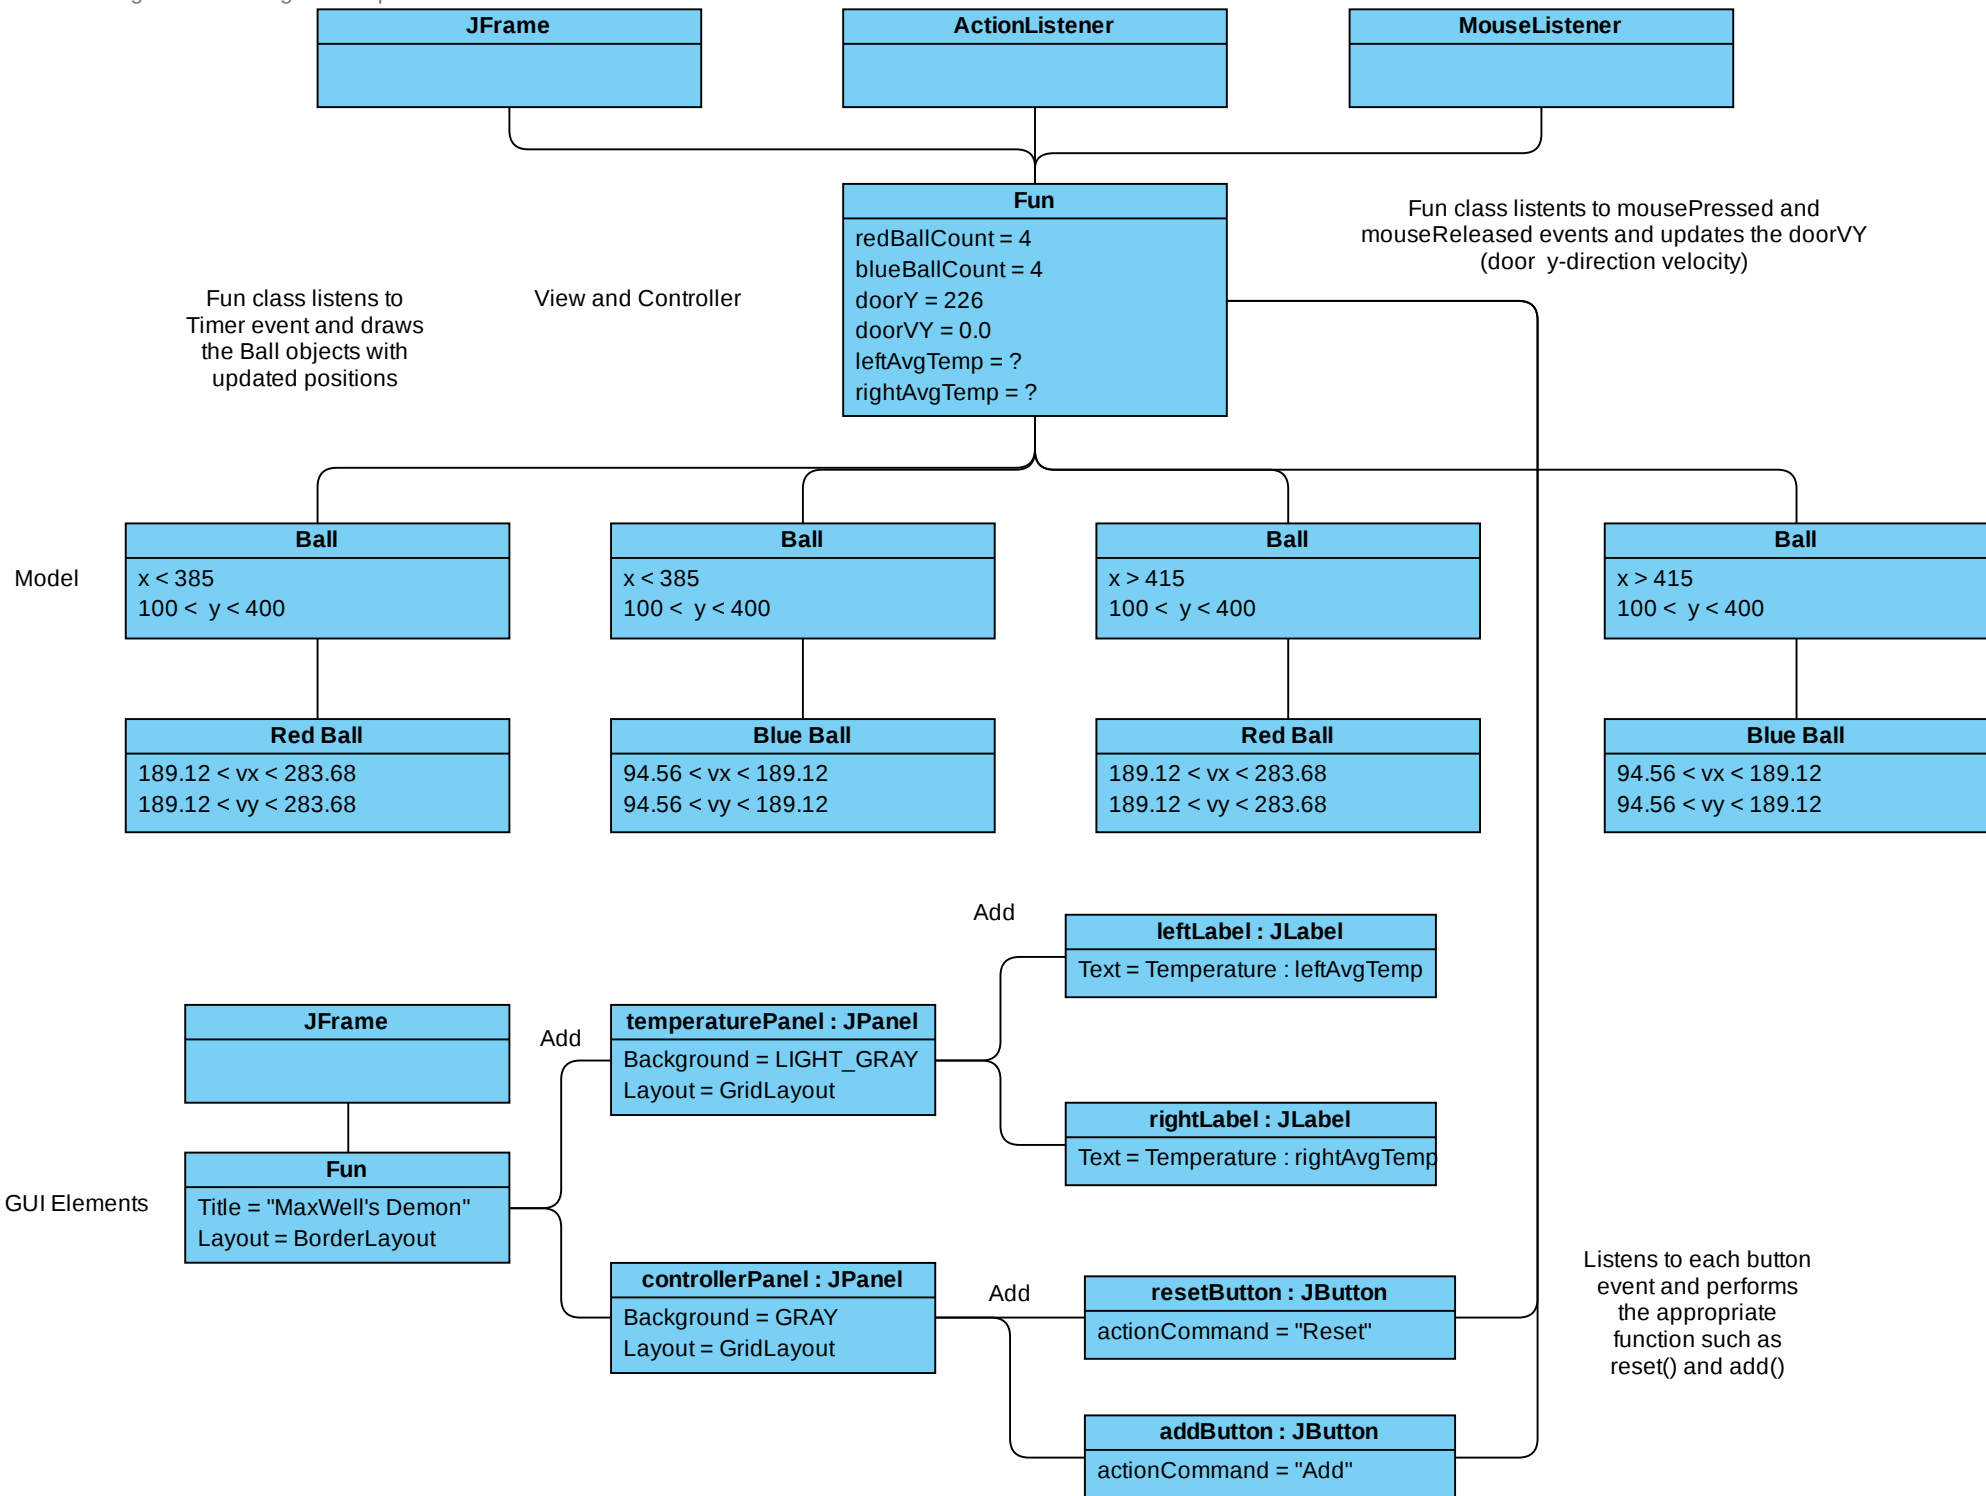 JFrame
ActionListener
MouseListener
Fun
redBallCount = 4
blueBallCount = 4
doorY = 226
doorVY = 0.0
leftAvgTemp = ?
rightAvgTemp = ?
Fun class listents to mousePressed and
mouseReleased events and updates the doorVY
(door y-direction velocity)
Fun class listens to
Timer event and draws
the Ball objects with
updated positions
View and Controller
Model
Ball
x < 385
100 < y < 400
Ball
x < 385
100 < y < 400
Ball
x > 415
100 < y < 400
Ball
x > 415
100 < y < 400
Red Ball
189.12 < vx < 283.68
189.12 < vy < 283.68
Blue Ball
94.56 < vx < 189.12
94.56 < vy < 189.12
Red Ball
189.12 < vx < 283.68
189.12 < vy < 283.68
Blue Ball
94.56 < vx < 189.12
94.56 < vy < 189.12
GUI Elements
JFrame
Fun
Title = "MaxWell's Demon"
Layout = BorderLayout
Add
temperaturePanel : JPanel
Background = LIGHT_GRAY
Layout = GridLayout
Add
leftLabel : JLabel
Text = Temperature : leftAvgTemp
rightLabel : JLabel
Text = Temperature : rightAvgTemp
controllerPanel : JPanel
Background = GRAY
Layout = GridLayout
Add
resetButton : JButton
actionCommand = "Reset"
addButton : JButton
actionCommand = "Add"
Listens to each button
event and performs
the appropriate
function such as
reset() and add()